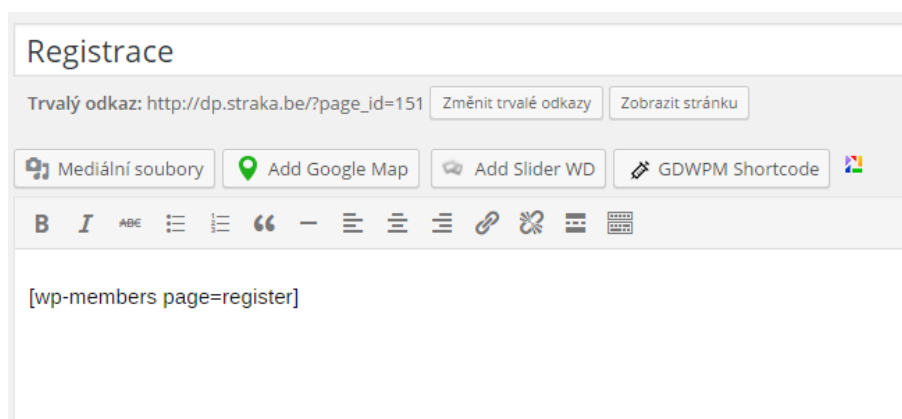 Registrace
Trvalý odkaz: http://dp.straka.be/?page_id=151 Změnit trvalé odkazy Zobrazit stránku
Mediální soubory Add Google Map Add Slider WD GDWPM Shortcode
B I ABE
[wp-members page=register]